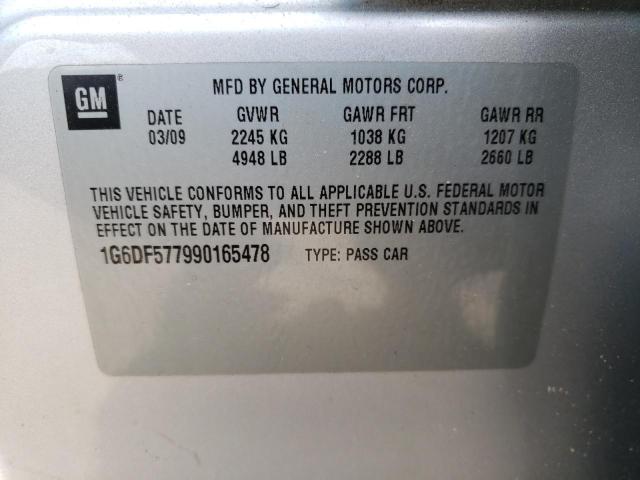 GM®
MFD BY GENERAL MOTORS CORP.
DATE GVWR GAWR FRT GAWR RR
03/09 2245 KG 1038 KG 1207 KG
4948 LB 2288 LB 2660 LB
THIS VEHICLE CONFORMS TO ALL APPLICABLE U.S. FEDERAL MOTOR
VEHICLE SAFETY, BUMPER, AND THEFT PREVENTION STANDARDS IN
EFFECT ON THE DATE OF MANUFACTURE SHOWN ABOVE.
1G6DF577990165478 TYPE: PASS CAR